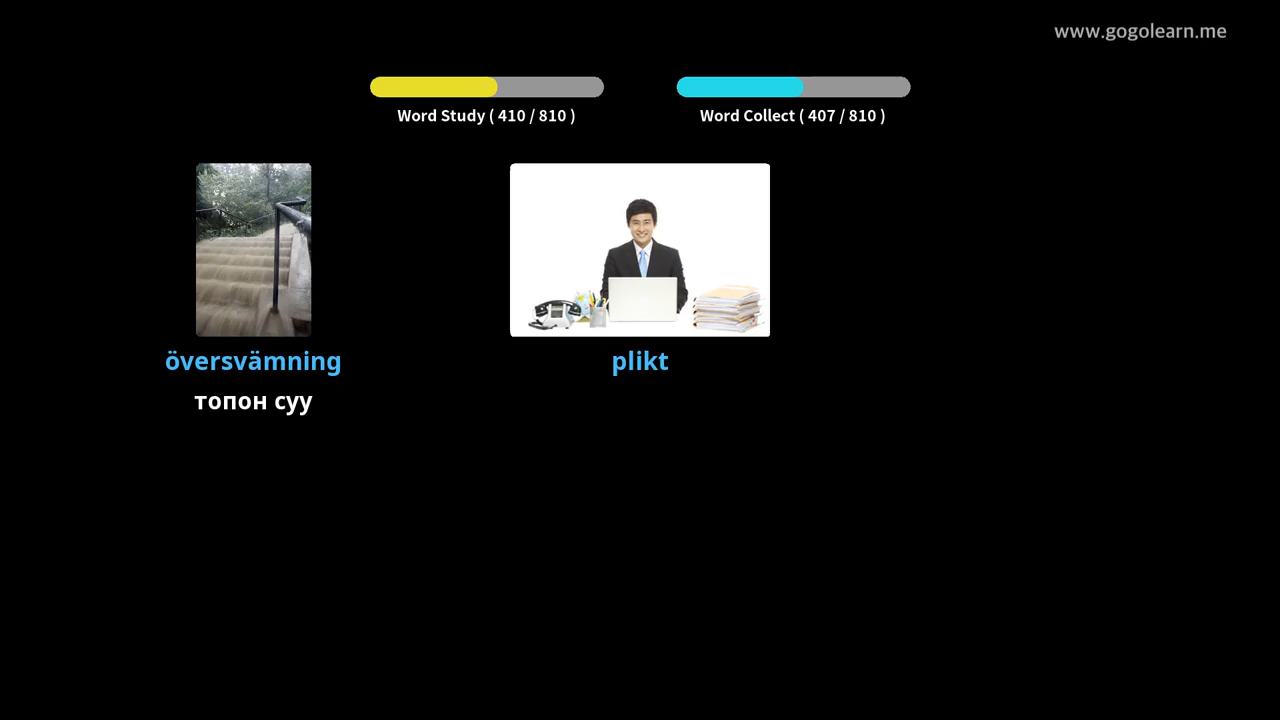 www.gogolearn.me
Word Study ( 410 / 810 )
Word Collect ( 407 / 810 )
översvämning
топон суу
plikt